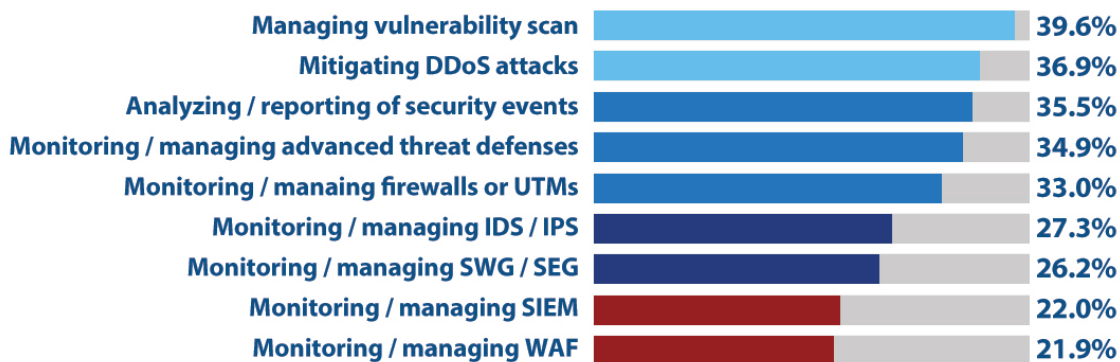 Managing vulnerability scan 39.6%
Mitigating DDoS attacks 36.9%
Analyzing / reporting of security events 35.5%
Monitoring / managing advanced threat defenses 34.9%
Monitoring / manaing firewalls or UTMs 33.0%
Monitoring / managing IDS / IPS 27.3%
Monitoring / managing SWG / SEG 26.2%
Monitoring / managing SIEM 22.0%
Monitoring / managing WAF 21.9%